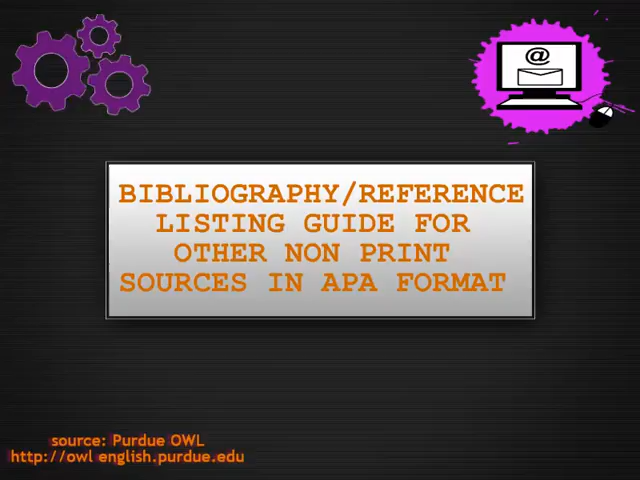 @
BIBLIOGRAPHY/REFERENCE
LISTING GUIDE FOR
OTHER NON PRINT
SOURCES IN APA FORMAT
source: Purdue OWL
http://owl english.purdue.edu